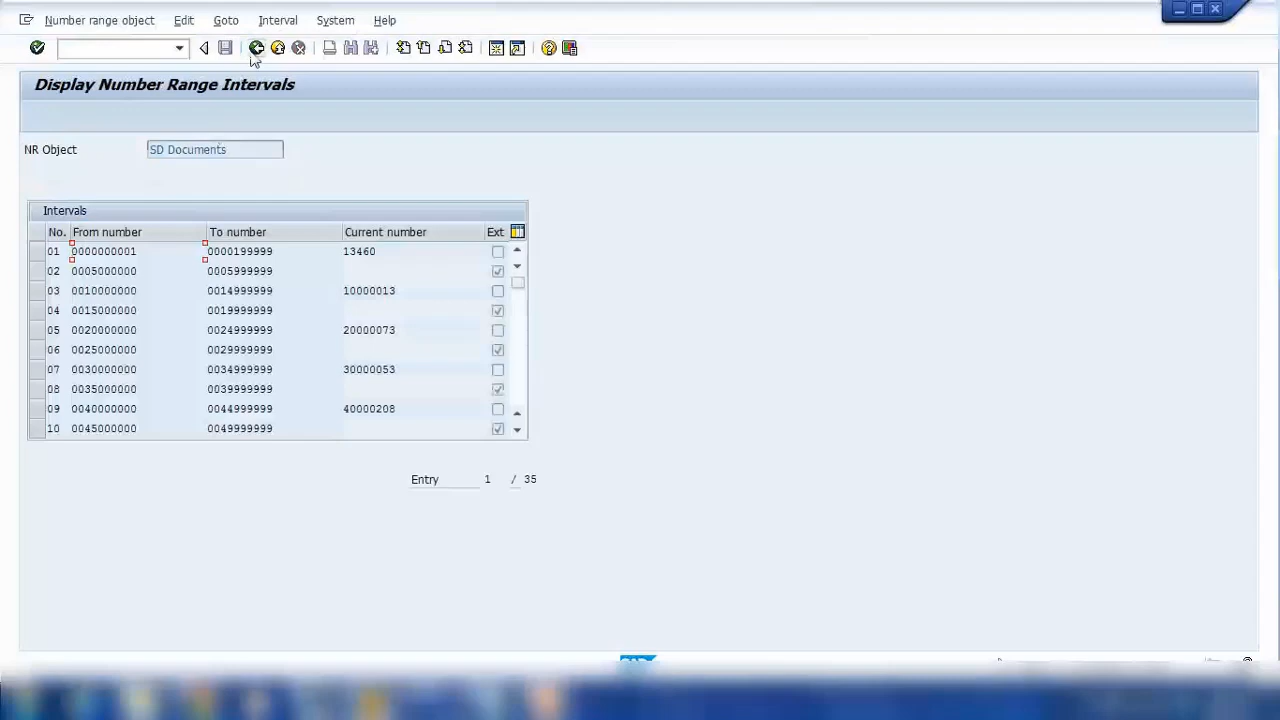 Number range object Edit Goto Interval System Help
Display Number Range Intervals
NR Object SD Documents
Intervals
No. From number To number Current number Ext
01 0000000001 0000199999 13460
02 0005000000 0005999999
03 0010000000 0014999999 10000013
04 0015000000 0019999999
05 0020000000 0024999999 20000073
06 0025000000 0029999999
07 0030000000 0034999999 30000053
08 0035000000 0039999999
09 0040000000 0044999999 40000208
10 0045000000 0049999999
Entry 1 / 35